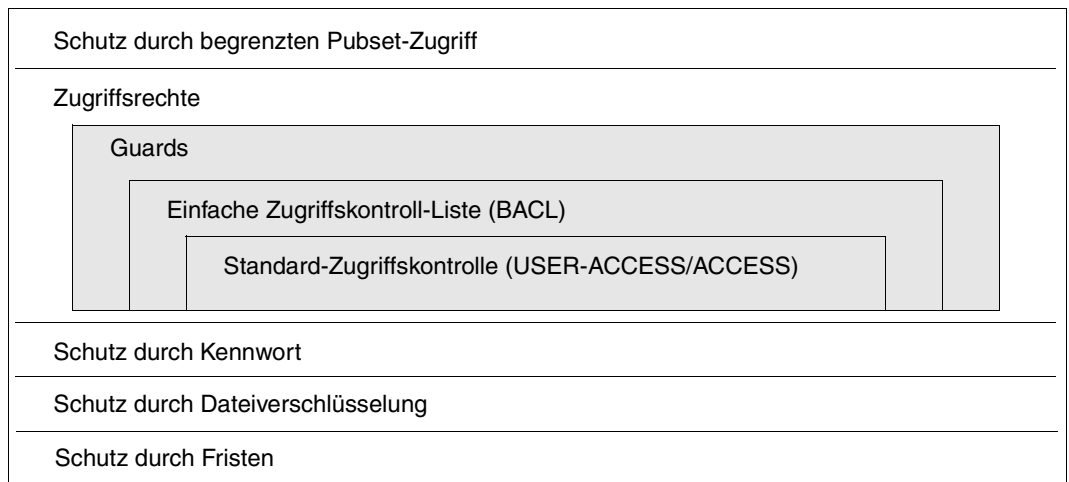 Schutz durch begrenzten Pubset-Zugriff
Zugriffsrechte
Guards
Einfache Zugriffskontroll-Liste (BACL)
Standard-Zugriffskontrolle (USER-ACCESS/ACCESS)
Schutz durch Kennwort
Schutz durch Dateiverschlüsselung
Schutz durch Fristen